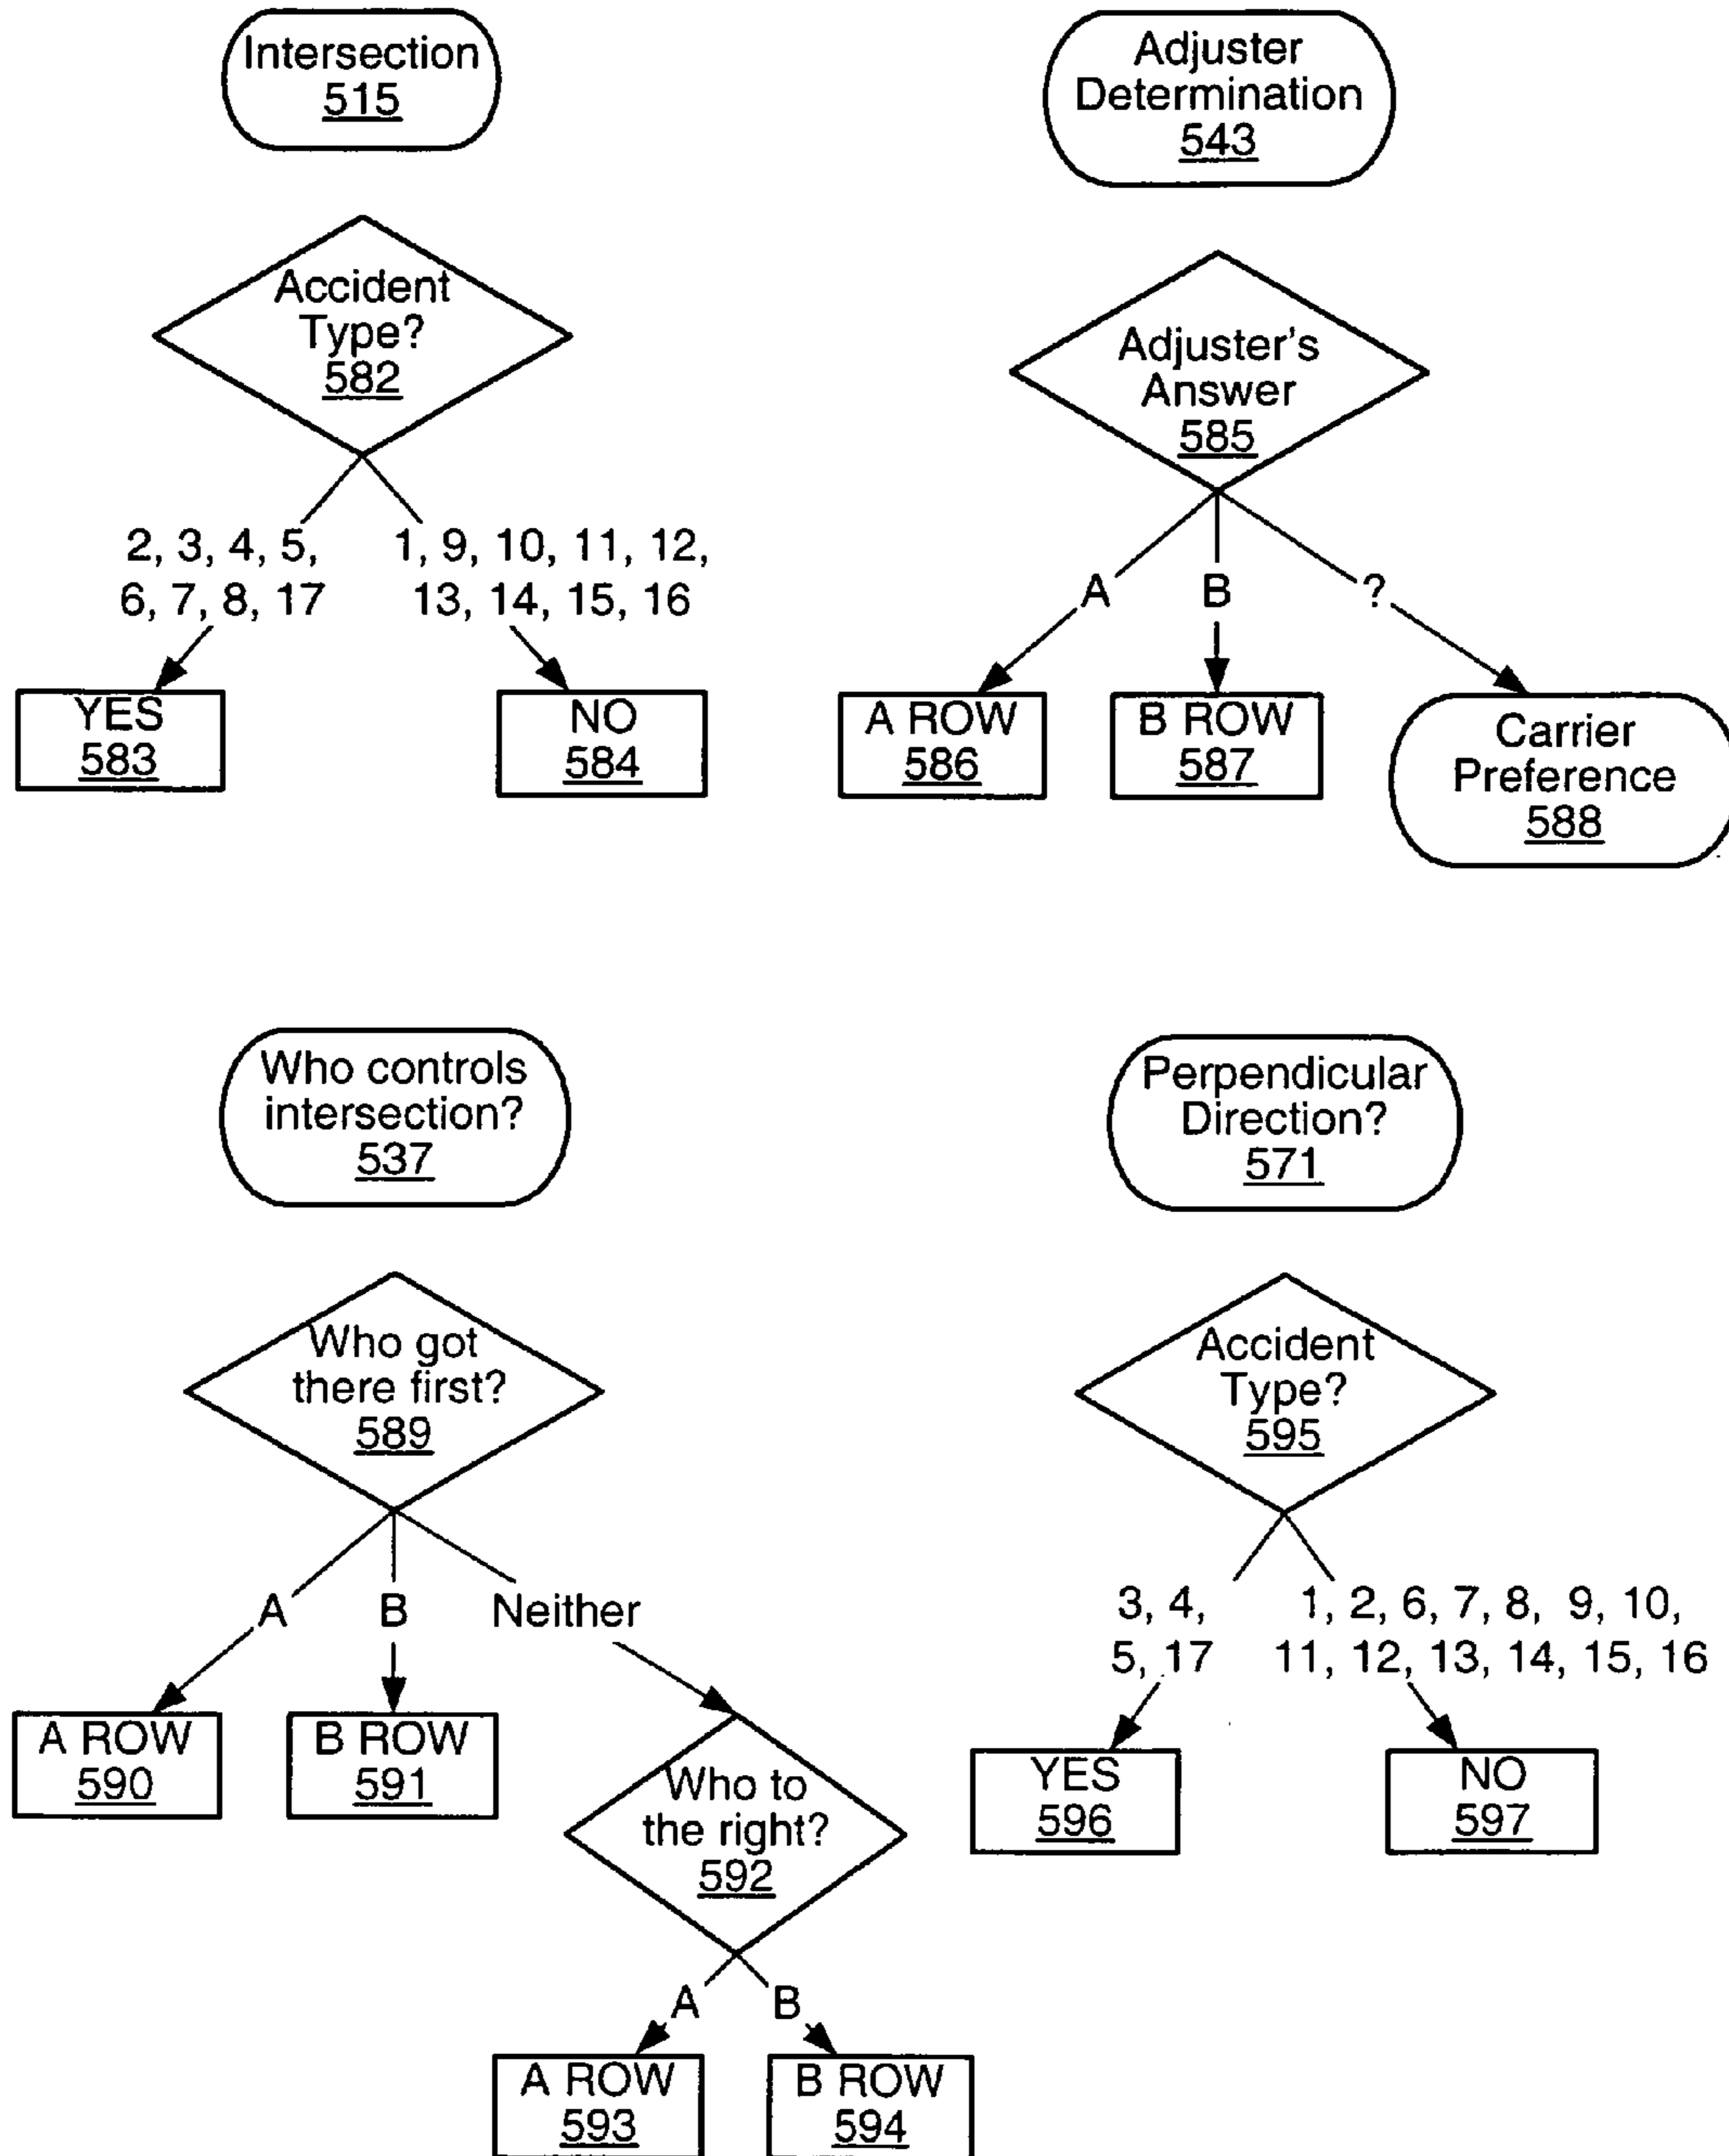 Intersection
515
Accident
Type?
582
2, 3, 4, 5,
6, 7, 8, 17
1, 9, 10, 11, 12,
13, 14, 15, 16
YES
583
NO
584
Adjuster
Determination
543
Adjuster's
Answer
585
A
B
?
A ROW
586
B ROW
587
Carrier
Preference
588
Who controls
intersection?
537
Who got
there first?
589
A
B
Neither
A ROW
590
B ROW
591
Who to
the right?
592
A
B
A ROW
593
B ROW
594
Perpendicular
Direction?
571
Accident
Type?
595
3, 4,
5, 17
1, 2, 6, 7, 8, 9, 10,
11, 12, 13, 14, 15, 16
YES
596
NO
597